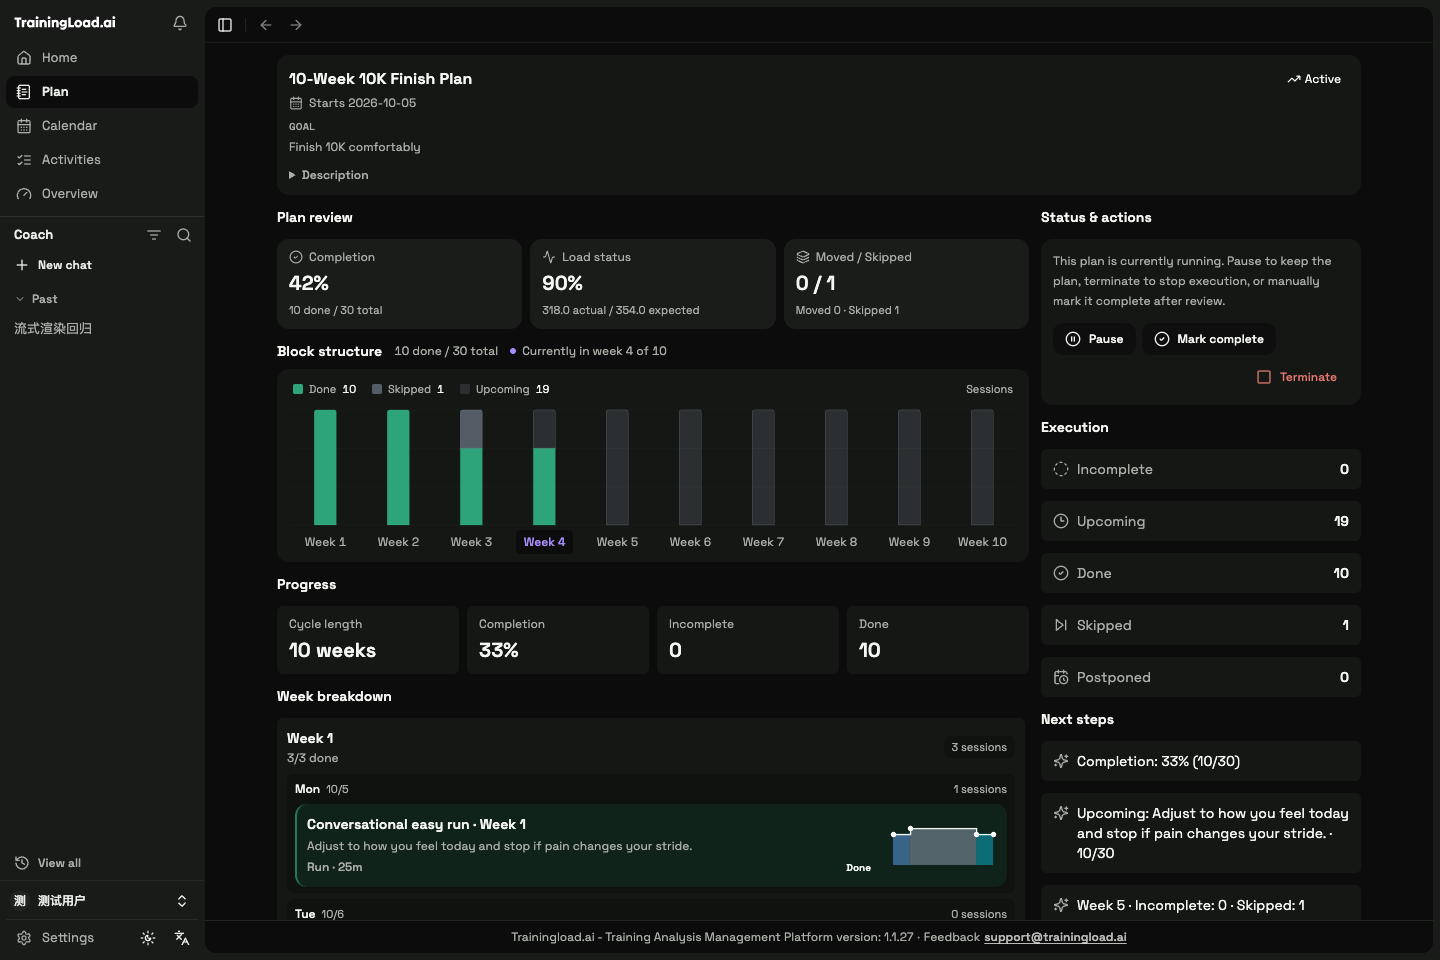 TrainingLoad.ai
Home
Plan
Calendar
Activities
Overview
Coach
New chat
Past
流式渲染回归
View all
测 测试用户
Settings
10-Week 10K Finish Plan
Active
Starts 2026-10-05
GOAL
Finish 10K comfortably
Description
Plan review
Completion
42%
10 done / 30 total
Load status
90%
318.0 actual / 354.0 expected
Moved / Skipped
0 / 1
Moved 0 · Skipped 1
Block structure 10 done / 30 total Currently in week 4 of 10
Done 10 Skipped 1 Upcoming 19 Sessions
Week 1 Week 2 Week 3 Week 4 Week 5 Week 6 Week 7 Week 8 Week 9 Week 10
Progress
Cycle length
10 weeks
Completion
33%
Incomplete
0
Done
10
Week breakdown
Week 1
3/3 done
3 sessions
Mon 10/5 1 sessions
Conversational easy run · Week 1
Adjust to how you feel today and stop if pain changes your stride.
Run · 25m
Done
Tue 10/6 0 sessions
Status & actions
This plan is currently running. Pause to keep the
plan, terminate to stop execution, or manually
mark it complete after review.
Pause
Mark complete
Terminate
Execution
Incomplete 0
Upcoming 19
Done 10
Skipped 1
Postponed 0
Next steps
Completion: 33% (10/30)
Upcoming: Adjust to how you feel today
and stop if pain changes your stride. ·
10/30
Week 5 · Incomplete: 0 · Skipped: 1
Trainingload.ai - Training Analysis Management Platform version: 1.1.27 · Feedback support@trainingload.ai